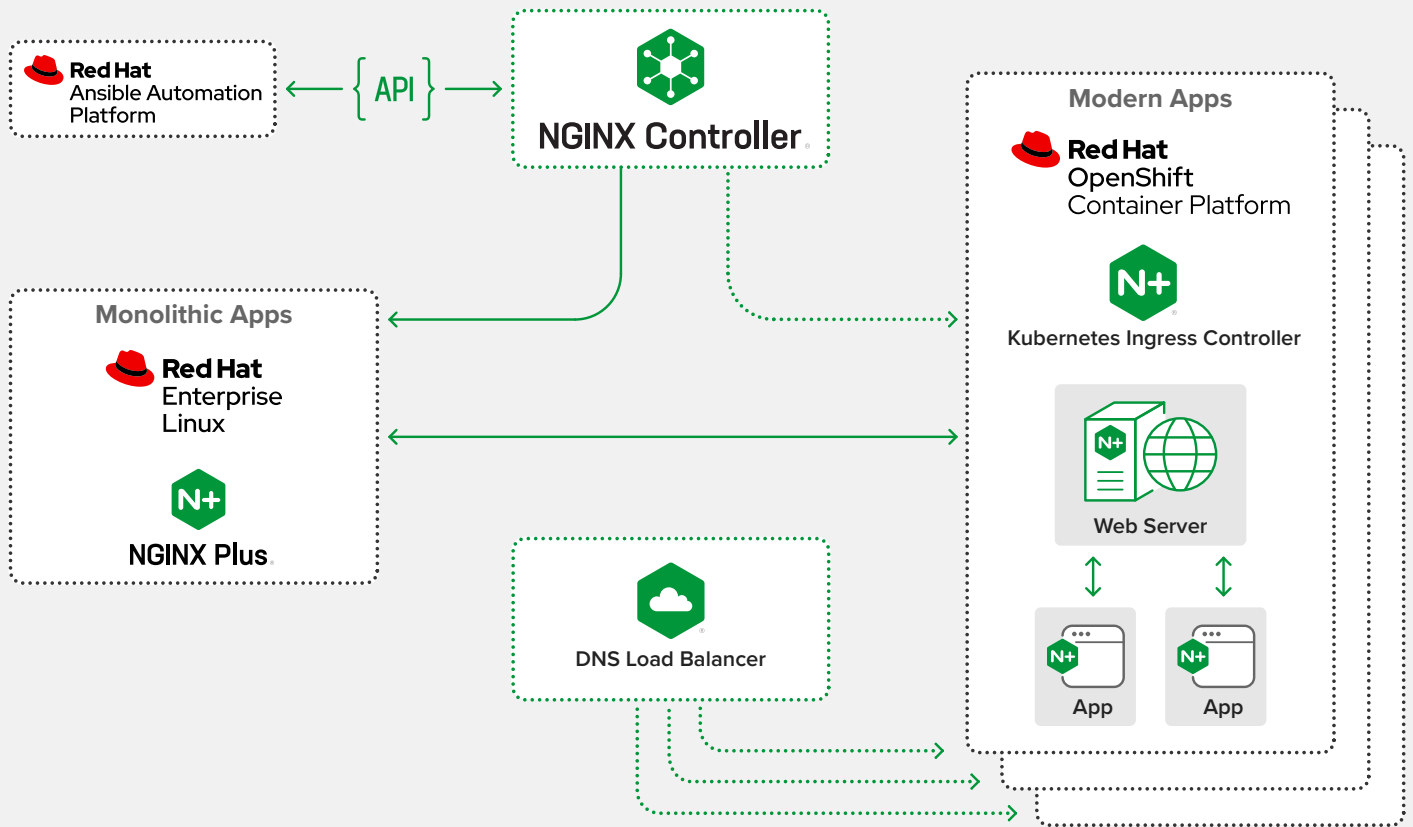 Red Hat
Ansible Automation
Platform
{ API }
NGINX Controller®
Modern Apps
Red Hat
OpenShift
Container Platform
N+®
Kubernetes Ingress Controller
N+
Web Server
N+
App
N+
App
Monolithic Apps
Red Hat
Enterprise
Linux
N+
NGINX Plus®
®
DNS Load Balancer